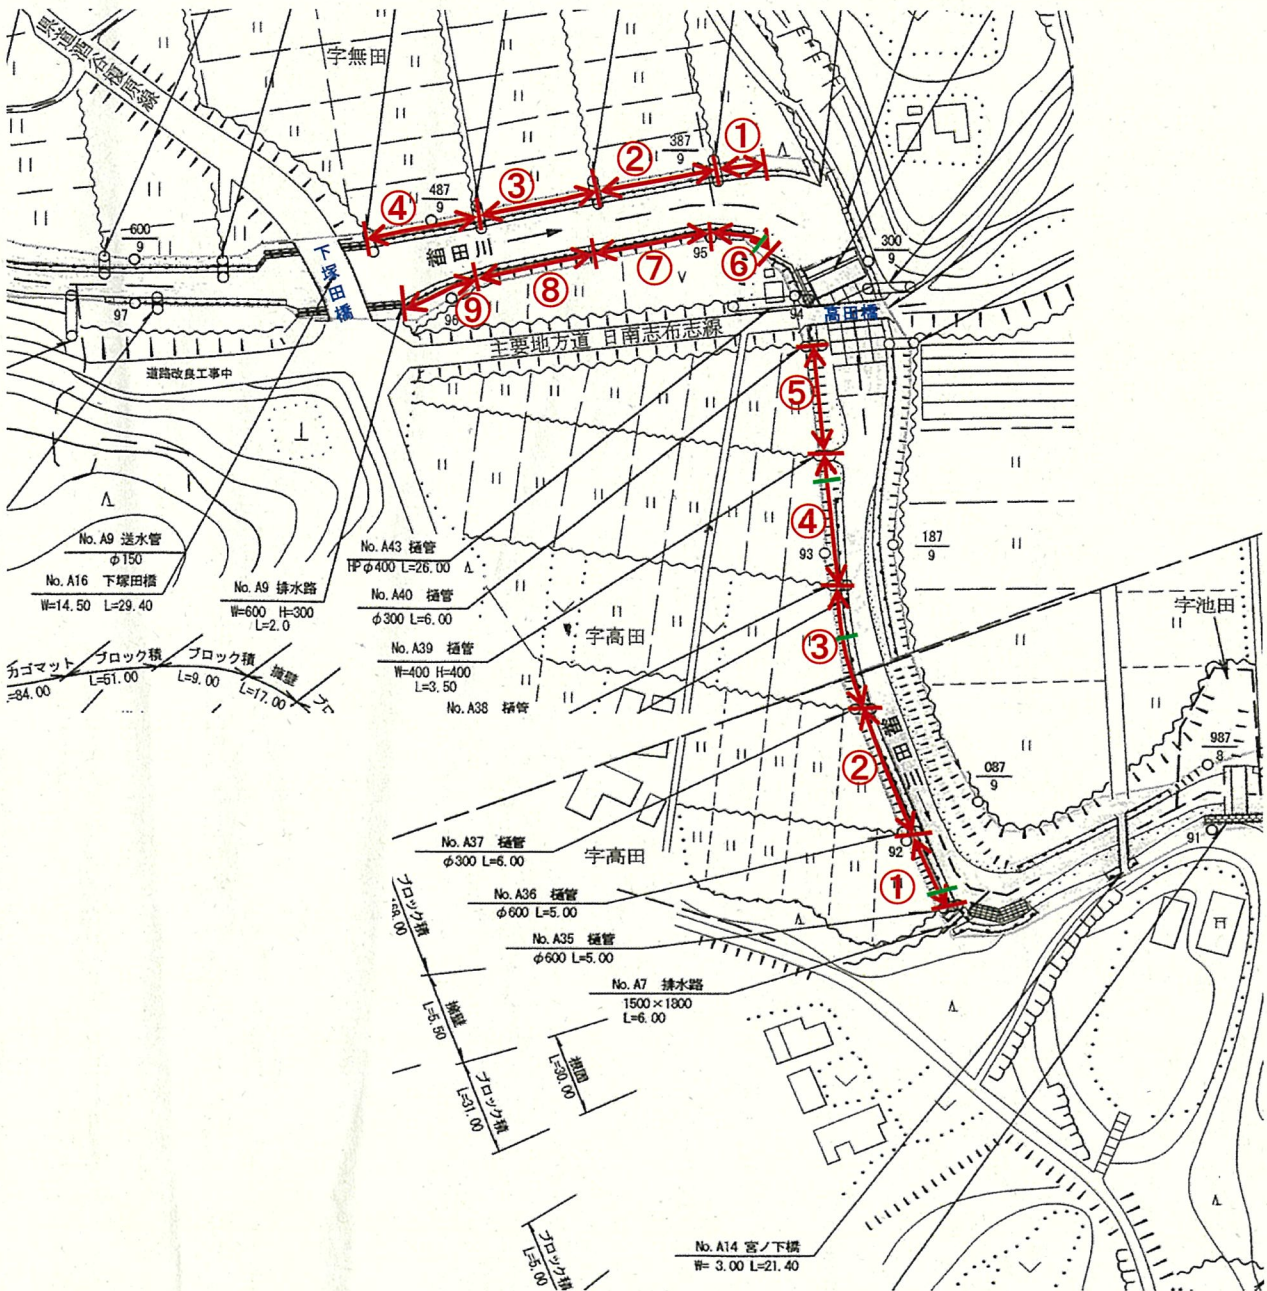 県道酒谷榎原線
字無田
①
387
9
②
③
487
9
④
600
9
下塚田橋
細田川
95
⑥
⑦
⑧
⑨
96
97
94
300
9
高田橋
主要地方道 日南志布志線
道路改良工事中
⑤
④
93
187
9
No. A9 送水管
φ150
No. A16 下塚田橋
W=14.50 L=29.40
No. A9 排水路
W=600 H=300
L=2.0
No. A43 樋管
HPφ400 L=26.00
No. A40 樋管
φ300 L=6.00
No. A39 樋管
W=400 H=400
L=3.50
No. A38 樋管
字高田
③
字池田
カゴマット
=84.00
ブロック積
L=51.00
ブロック積
L=9.00
擁壁
L=17.00
ブロ
細田川
②
987
8
087
9
91
No. A37 樋管
φ300 L=6.00
字高田
92
①
No. A36 樋管
φ600 L=5.00
No. A35 樋管
φ600 L=5.00
No. A7 排水路
1500×1800
L=6.00
ブロック積
擁壁
L=5.50
ブロック積
L=31.00
L=30.00
ブロック積
L=5.00
No. A14 宮ノ下橋
W= 3.00 L=21.40